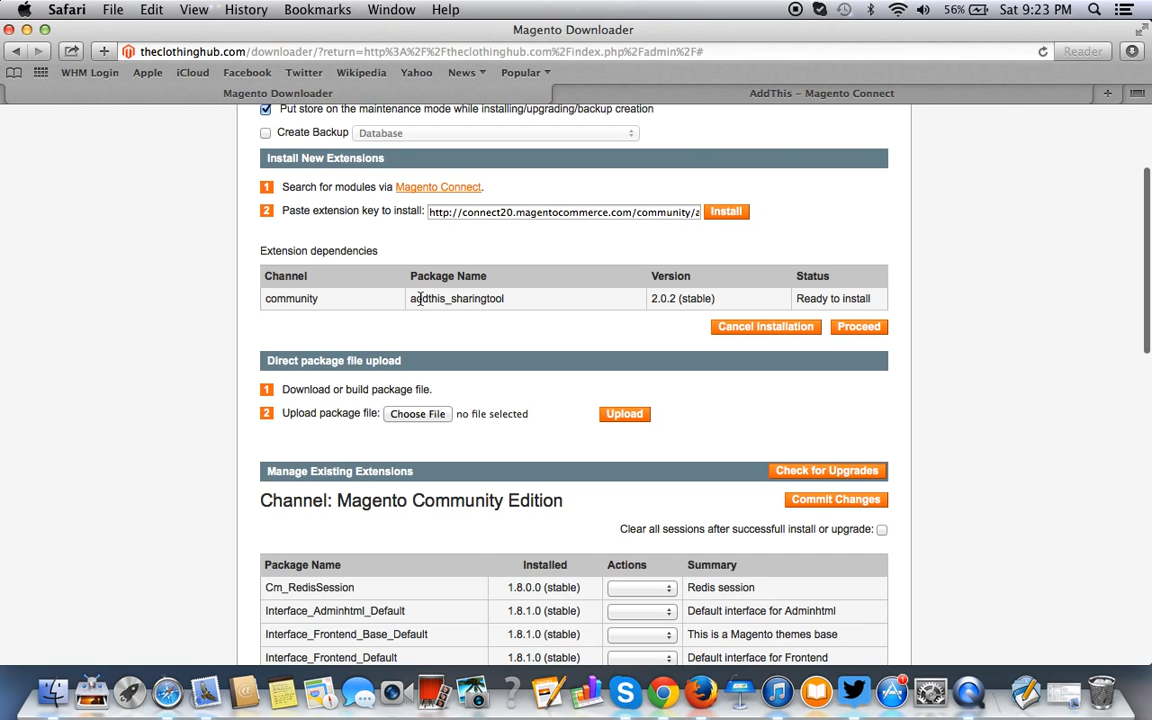 Safari File Edit View History Bookmarks Window Help 56% Sat 9:23 PM
Magento Downloader
theclothinghub.com/downloader/?return=http%3A%2F%2Ftheclothinghub.com%2Findex.php%2Fadmin%2F# Reader
WHM Login Apple iCloud Facebook Twitter Wikipedia Yahoo News Popular
Magento Downloader AddThis – Magento Connect
Put store on the maintenance mode while installing/upgrading/backup creation
Create Backup Database
Install New Extensions
1 Search for modules via Magento Connect.
2 Paste extension key to install: http://connect20.magentocommerce.com/community/a Install
Extension dependencies
Channel Package Name Version Status
community addthis_sharingtool 2.0.2 (stable) Ready to install
Cancel Installation Proceed
Direct package file upload
1 Download or build package file.
2 Upload package file: Choose File no file selected Upload
Manage Existing Extensions Check for Upgrades
Channel: Magento Community Edition Commit Changes
Clear all sessions after successfull install or upgrade:
Package Name Installed Actions Summary
Cm_RedisSession 1.8.0.0 (stable) Redis session
Interface_Adminhtml_Default 1.8.1.0 (stable) Default interface for Adminhtml
Interface_Frontend_Base_Default 1.8.1.0 (stable) This is a Magento themes base
Interface_Frontend_Default 1.8.1.0 (stable) Default interface for Frontend